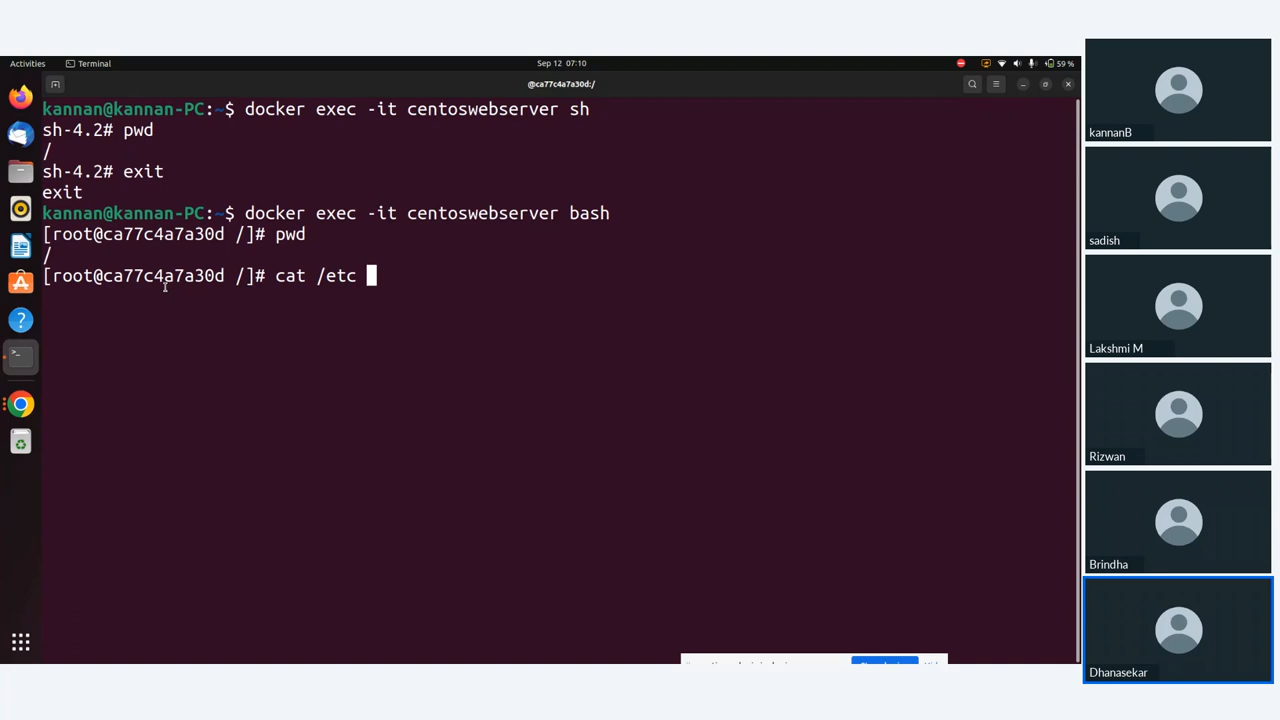 Activities
Terminal
Sep 12 07:10
59 %
@ca77c4a7a30d:/
kannan@kannan-PC:~$ docker exec -it centoswebserver sh
sh-4.2# pwd
/
sh-4.2# exit
exit
kannan@kannan-PC:~$ docker exec -it centoswebserver bash
[root@ca77c4a7a30d /]# pwd
/
[root@ca77c4a7a30d /]# cat /etc
kannanB
sadish
Lakshmi M
Rizwan
Brindha
Dhanasekar